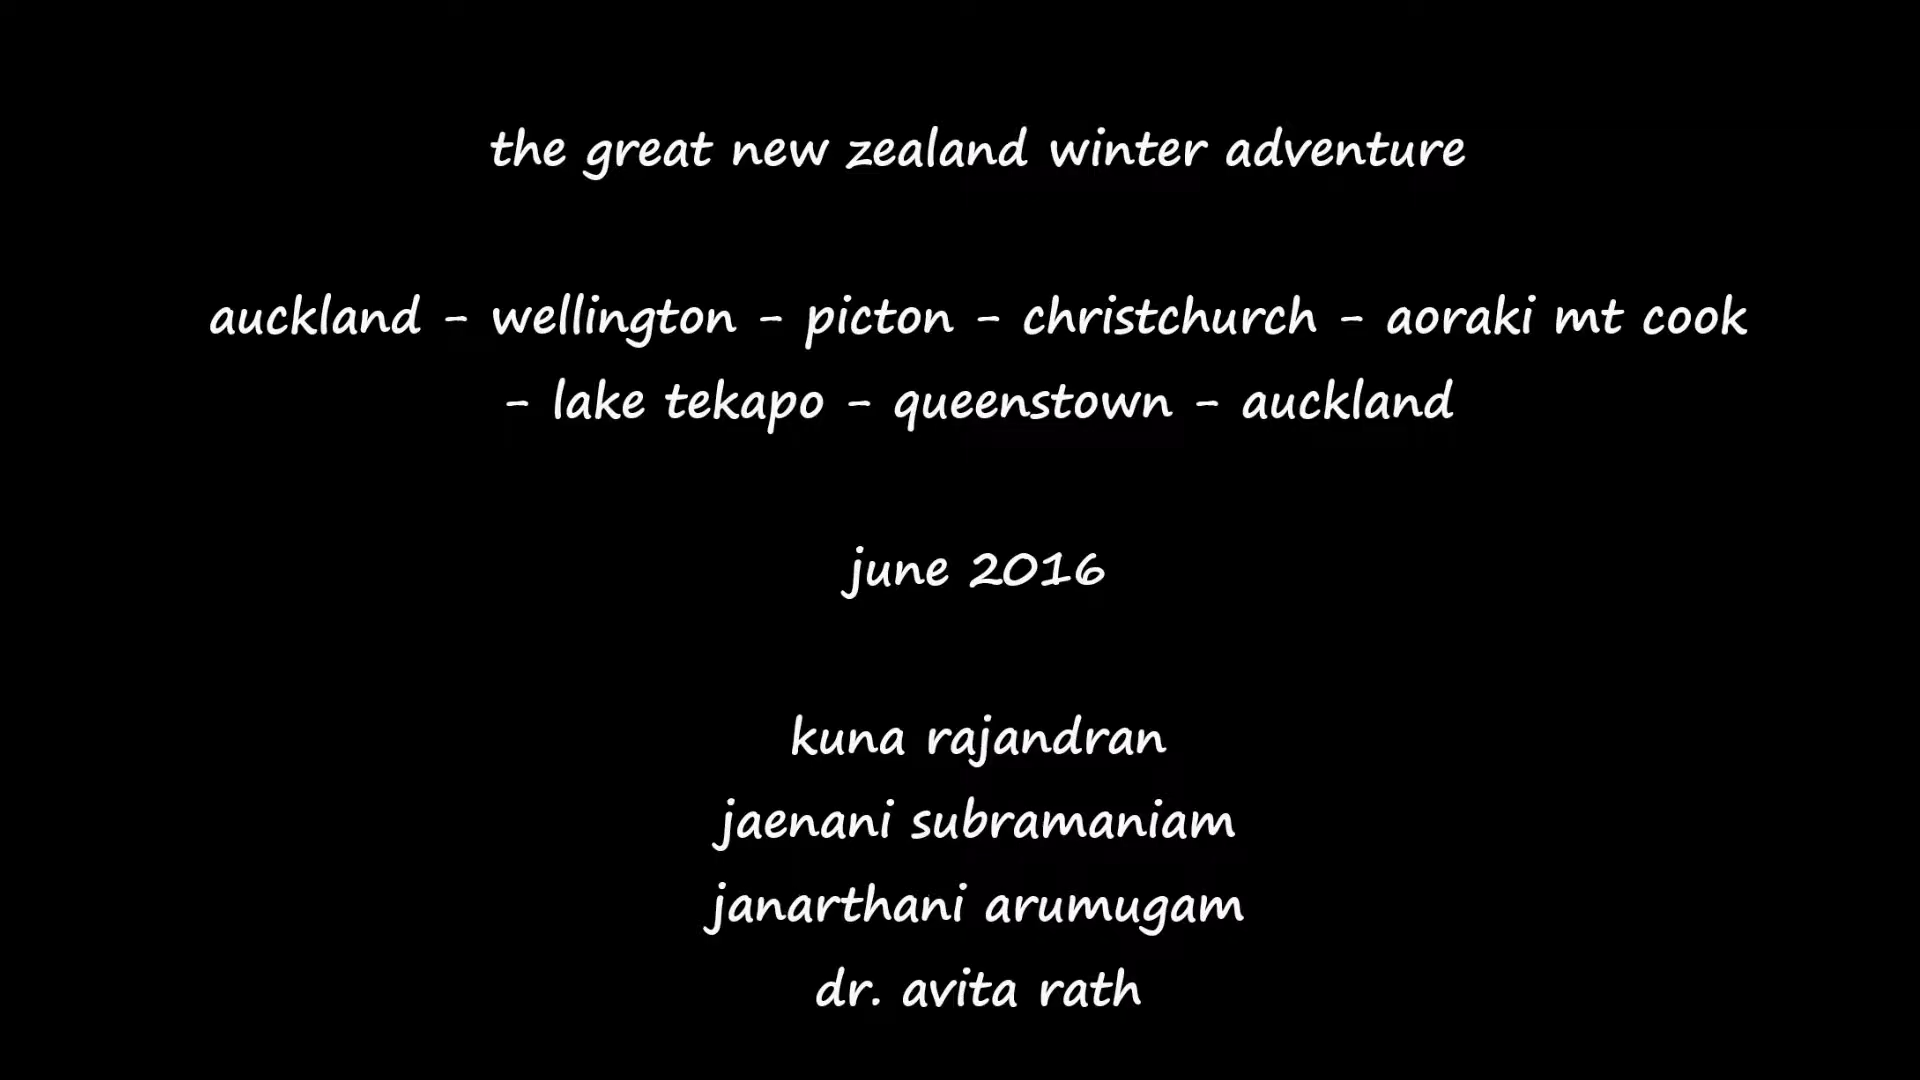 the great new zealand winter adventure
auckland - wellington - picton - christchurch - aoraki mt cook
- lake tekapo - queenstown - auckland
june 2016
kuna rajandran
jaenani subramaniam
janarthani arumugam
dr. avita rath